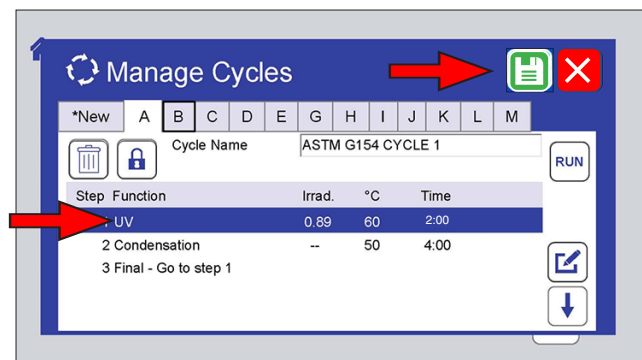 Manage Cycles
*New A B C D E G H I J K L M
Cycle Name ASTM G154 CYCLE 1
RUN
Step Function Irrad. °C Time
1 UV 0.89 60 2:00
2 Condensation -- 50 4:00
3 Final - Go to step 1